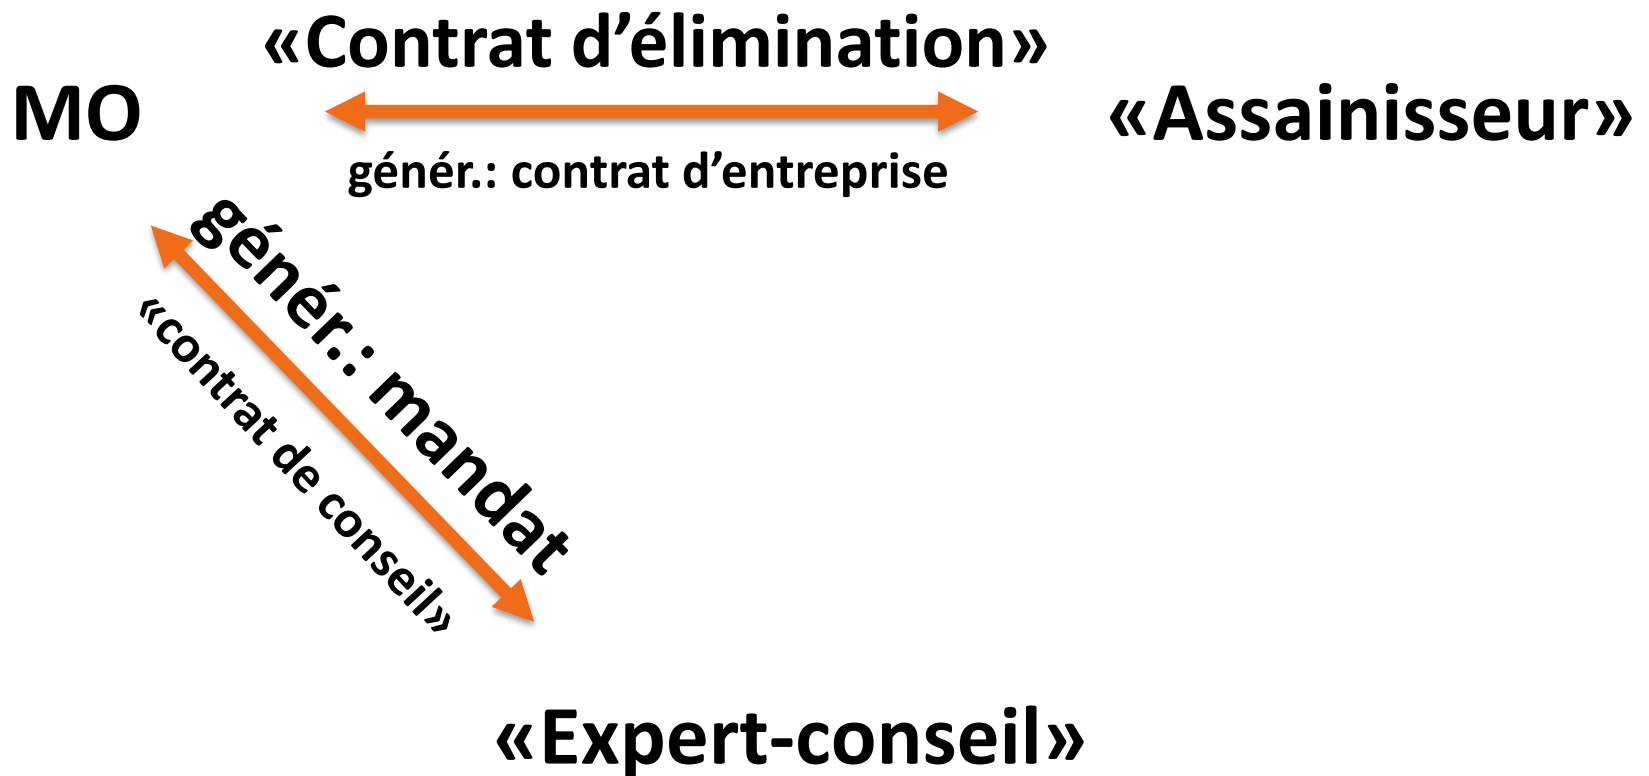 «Contrat d’élimination»
MO
«Assainisseur»
génér.: contrat d’entreprise
génér.: mandat
«contrat de conseil»
«Expert-conseil»